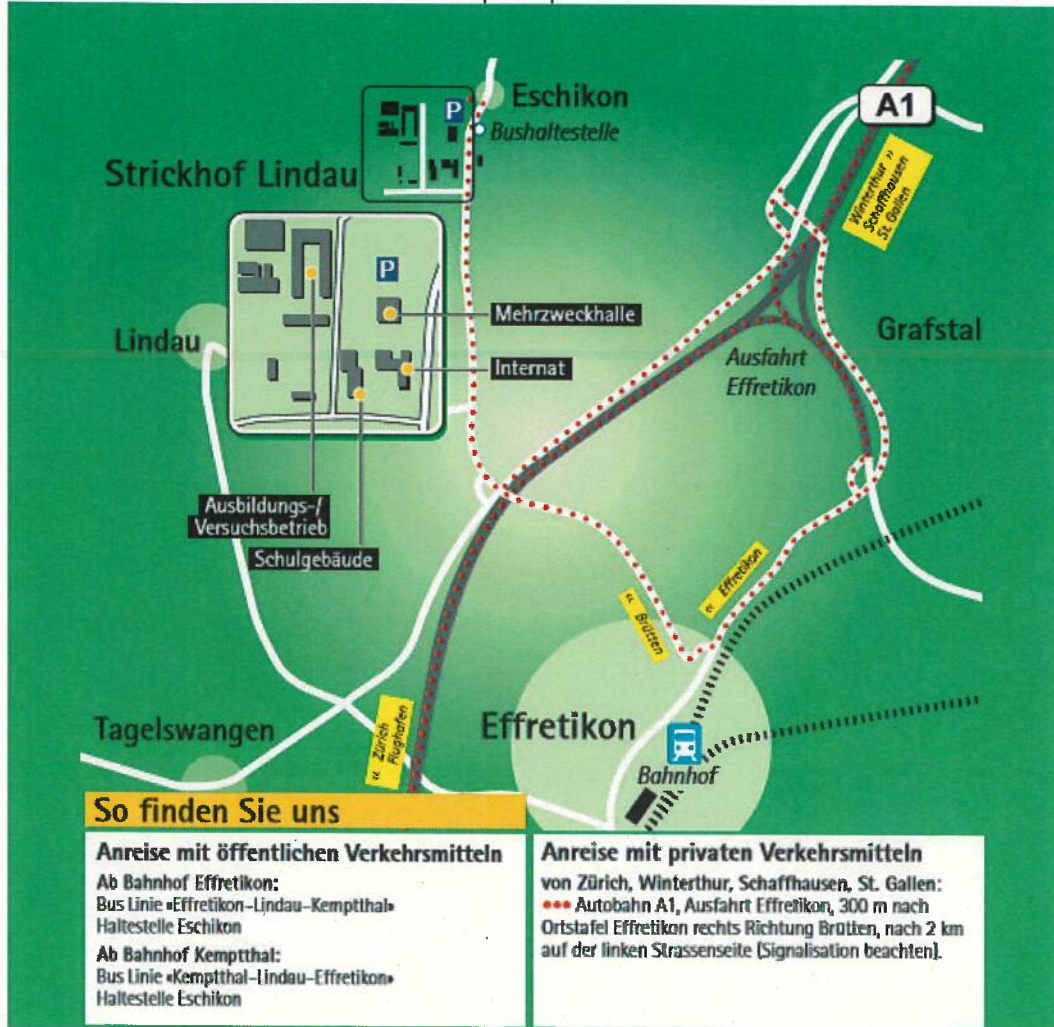 A1
Eschikon
P
Bushaltestelle
Strickhof Lindau
Winterthur »
Schaffhausen
St. Gallen
P
Mehrzweckhalle
Grafstal
Lindau
Internat
Ausfahrt
Effretikon
Ausbildungs-/
Versuchsbetrieb
Schulgebäude
« Effretikon
« Brütten
Effretikon
Tagelswangen
« Zürich
Flughafen
Bahnhof
So finden Sie uns
Anreise mit öffentlichen Verkehrsmitteln
Ab Bahnhof Effretikon:
Bus Linie «Effretikon–Lindau–Kemptthal»
Haltestelle Eschikon
Ab Bahnhof Kemptthal:
Bus Linie «Kemptthal–Lindau–Effretikon»
Haltestelle Eschikon
Anreise mit privaten Verkehrsmitteln
von Zürich, Winterthur, Schaffhausen, St. Gallen:
••• Autobahn A1, Ausfahrt Effretikon, 300 m nach
Ortstafel Effretikon rechts Richtung Brütten, nach 2 km
auf der linken Strassenseite (Signalisation beachten).